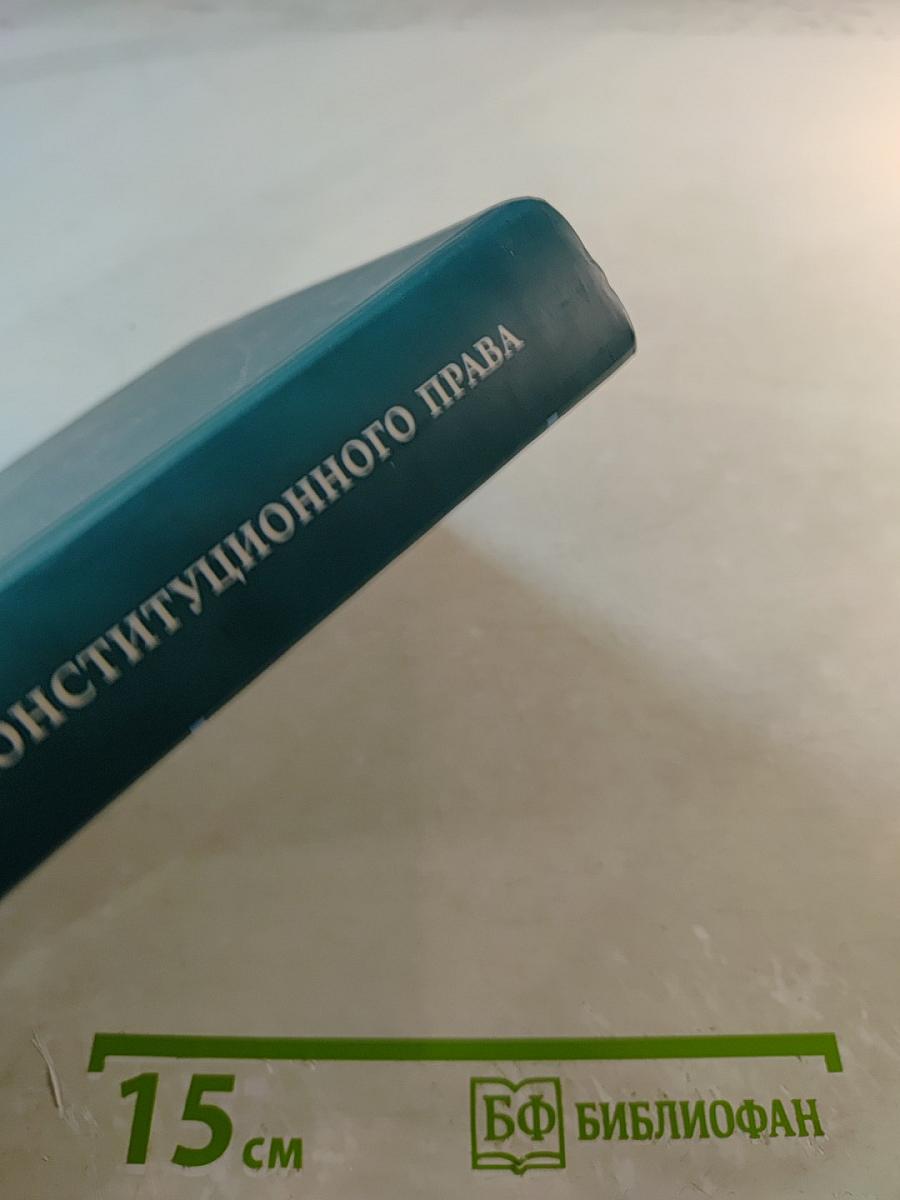 ОНСТИТУЦИОННОГО ПРАВА
15 см
БФ БИБЛИОФАН